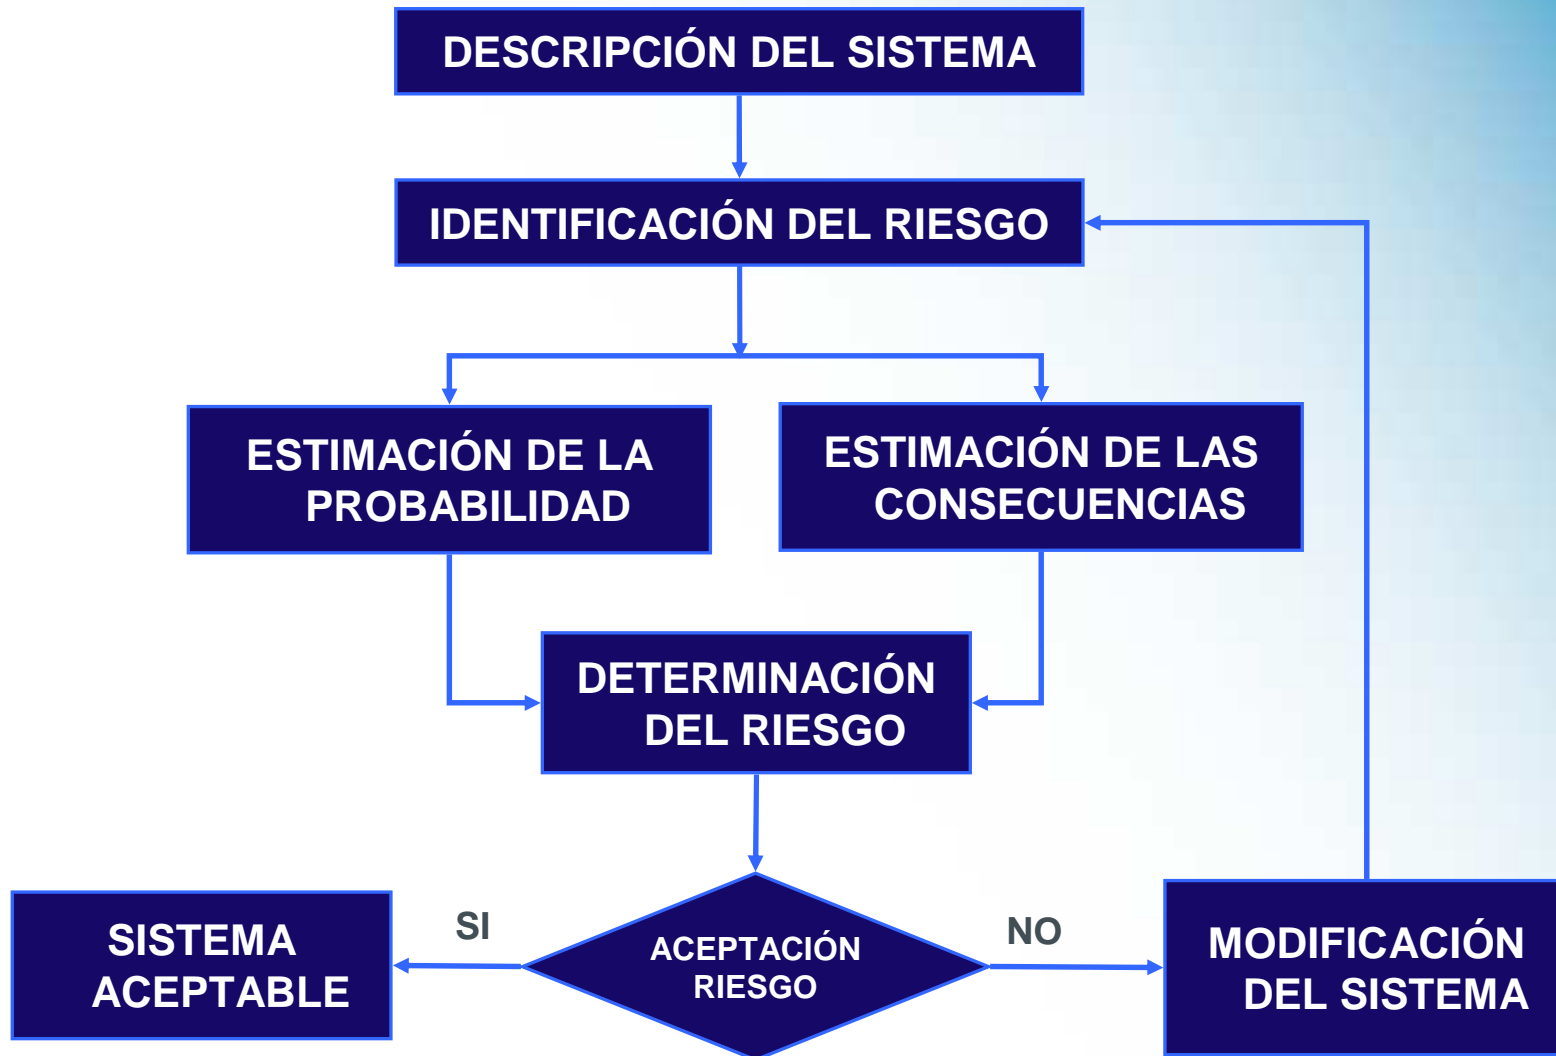 DESCRIPCIÓN DEL SISTEMA
IDENTIFICACIÓN DEL RIESGO
ESTIMACIÓN DE LA
PROBABILIDAD
ESTIMACIÓN DE LAS
CONSECUENCIAS
DETERMINACIÓN
DEL RIESGO
SISTEMA
ACEPTABLE
SI
ACEPTACIÓN
RIESGO
NO
MODIFICACIÓN
DEL SISTEMA